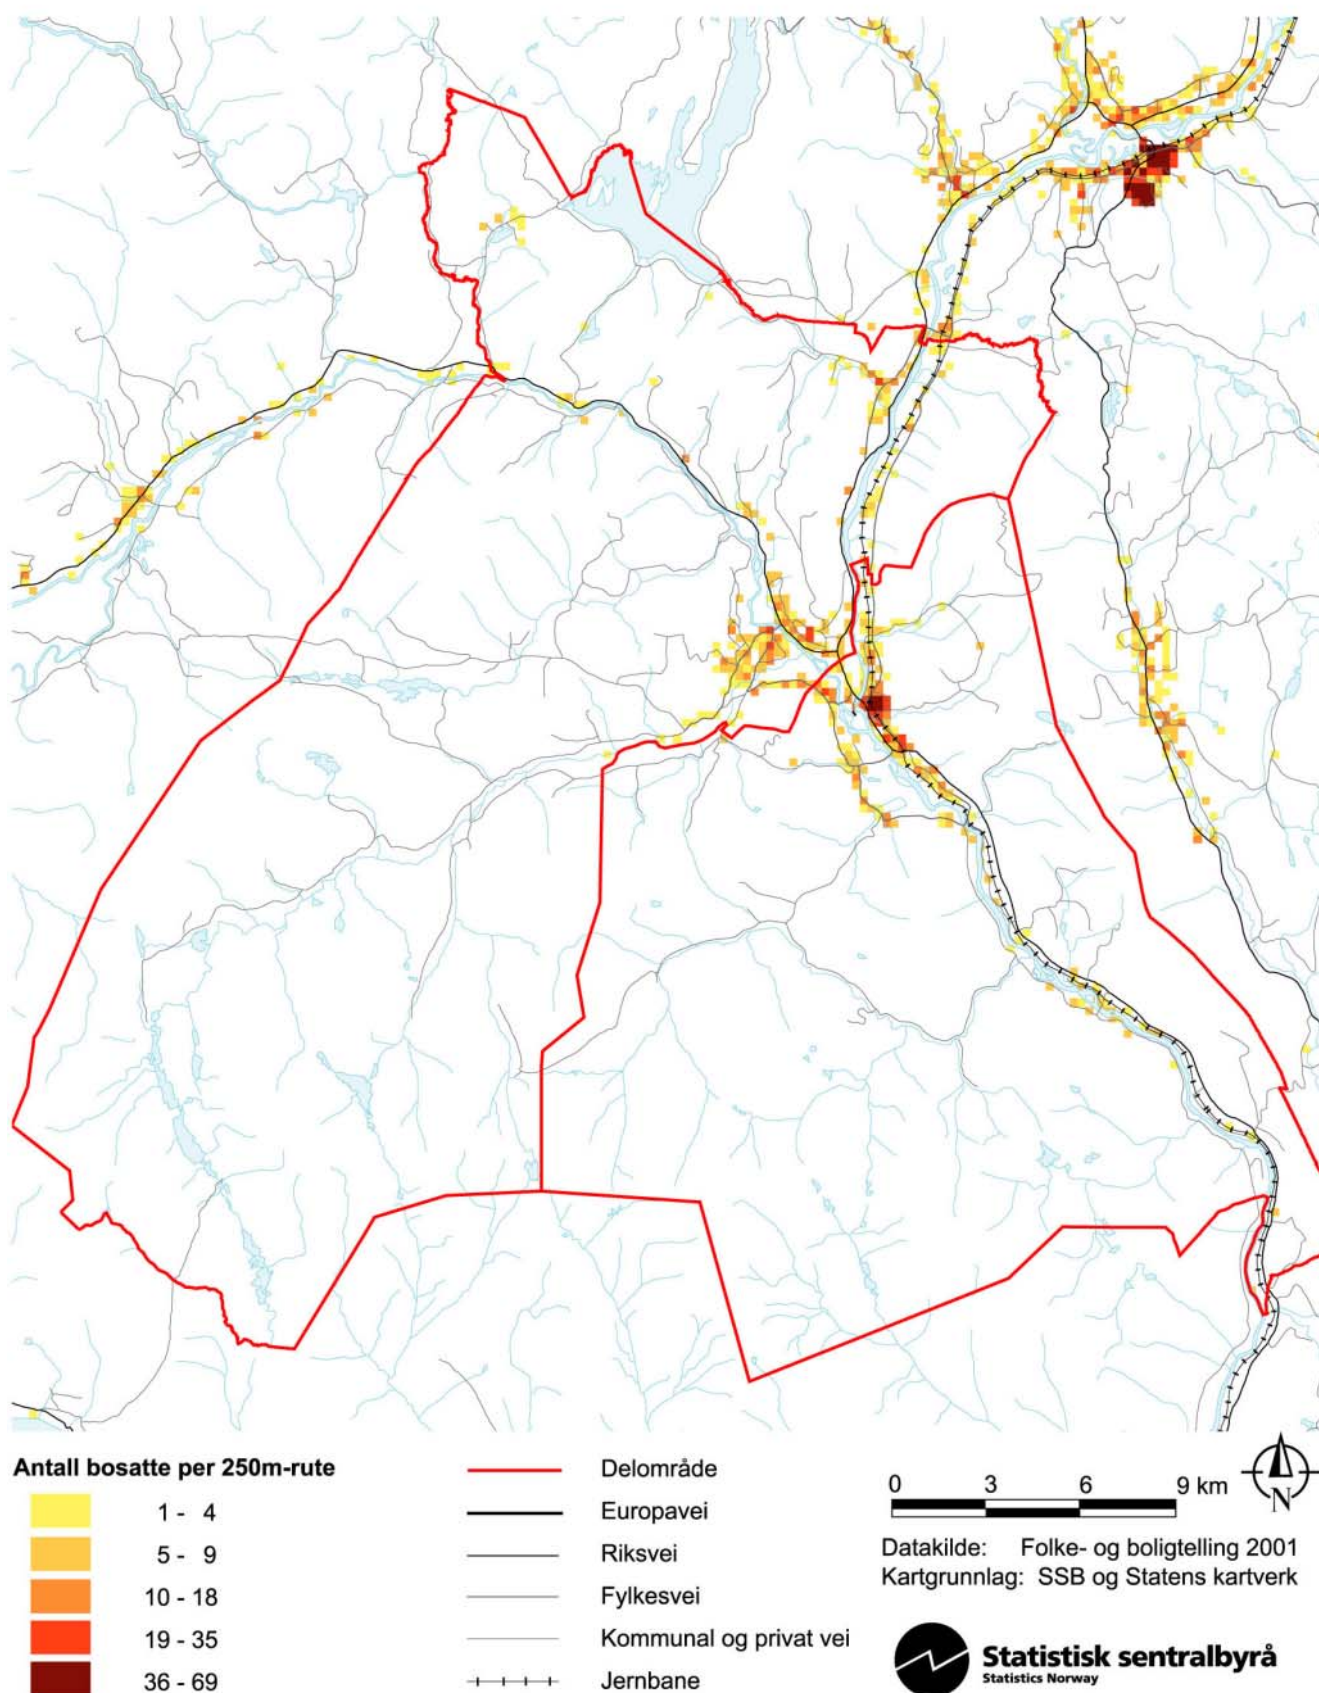 Antall bosatte per 250m-rute
1 - 4
5 - 9
10 - 18
19 - 35
36 - 69
Delområde
Europavei
Riksvei
Fylkesvei
Kommunal og privat vei
Jernbane
0 3 6 9 km
N
Datakilde: Folke- og boligtelling 2001
Kartgrunnlag: SSB og Statens kartverk
Statistisk sentralbyrå
Statistics Norway